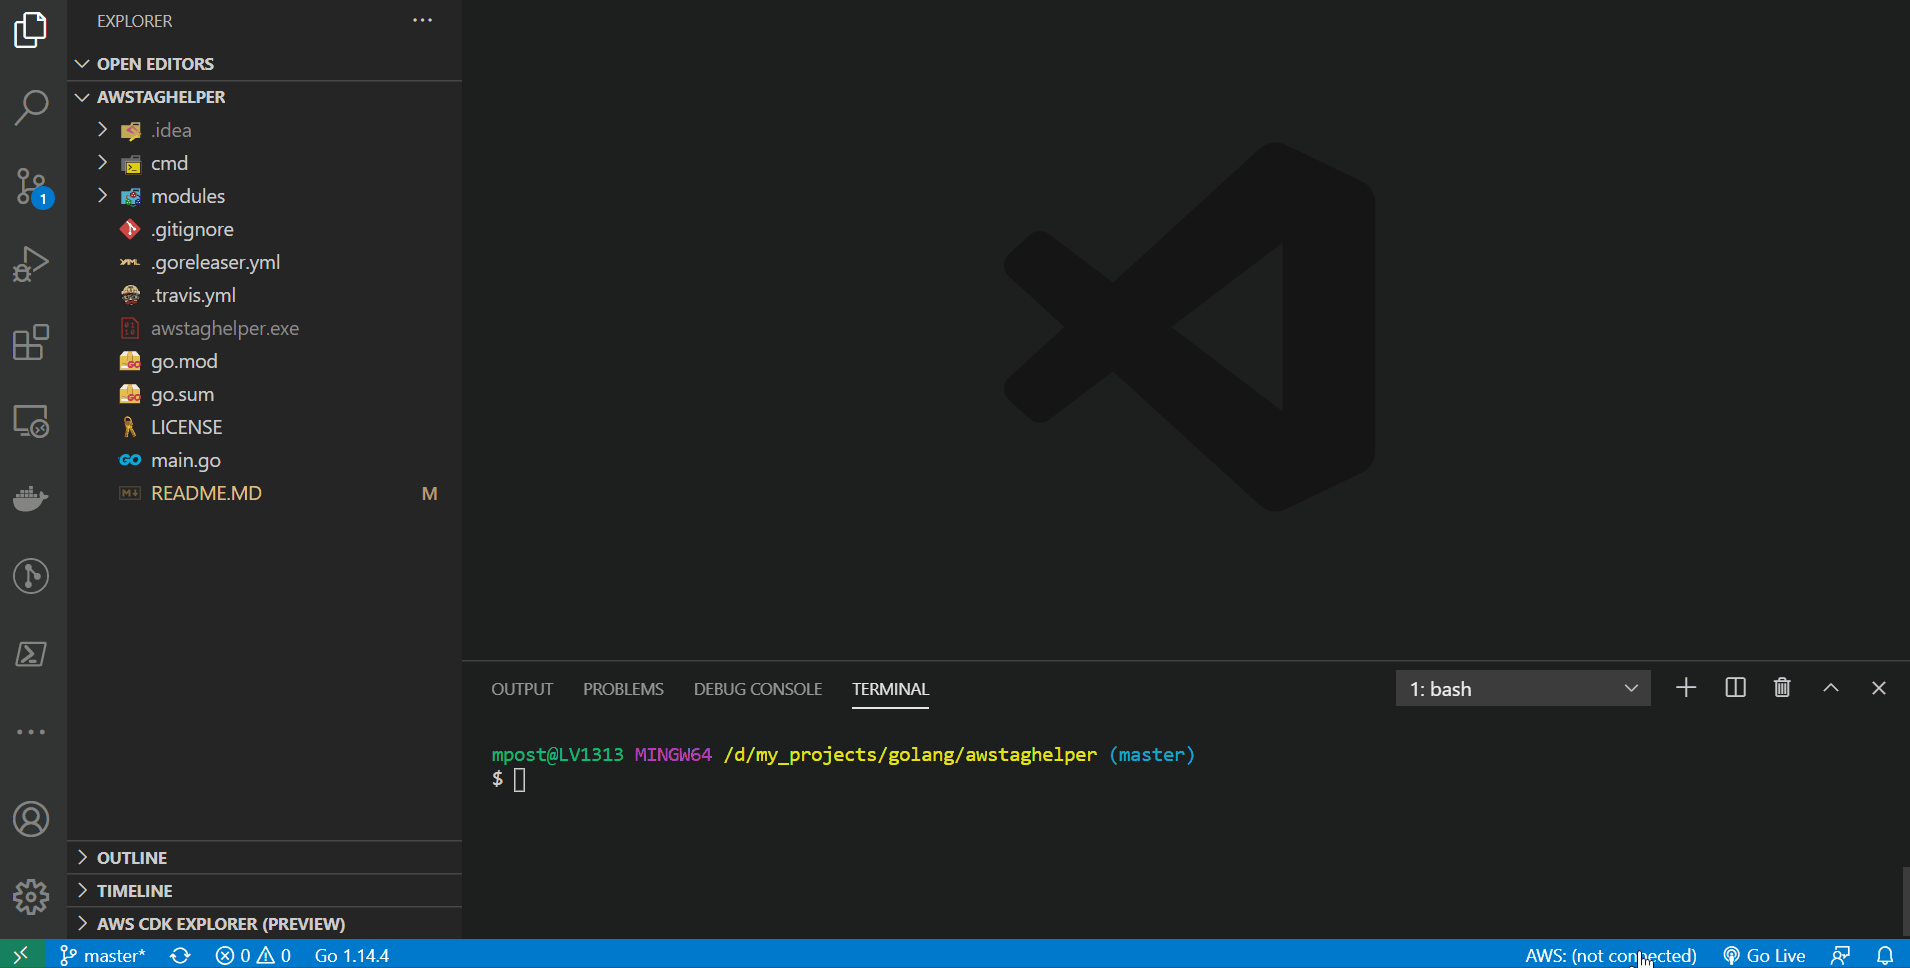 EXPLORER
OPEN EDITORS
AWSTAGHELPER
.idea
cmd
modules
.gitignore
.goreleaser.yml
.travis.yml
awstaghelper.exe
go.mod
go.sum
LICENSE
main.go
README.MD M
OUTLINE
TIMELINE
AWS CDK EXPLORER (PREVIEW)
1
YAML
GO
OUTPUT PROBLEMS DEBUG CONSOLE TERMINAL 1: bash
mpost@LV1313 MINGW64 /d/my_projects/golang/awstaghelper (master)
$
master* 0 0 Go 1.14.4 AWS: (not connected) Go Live